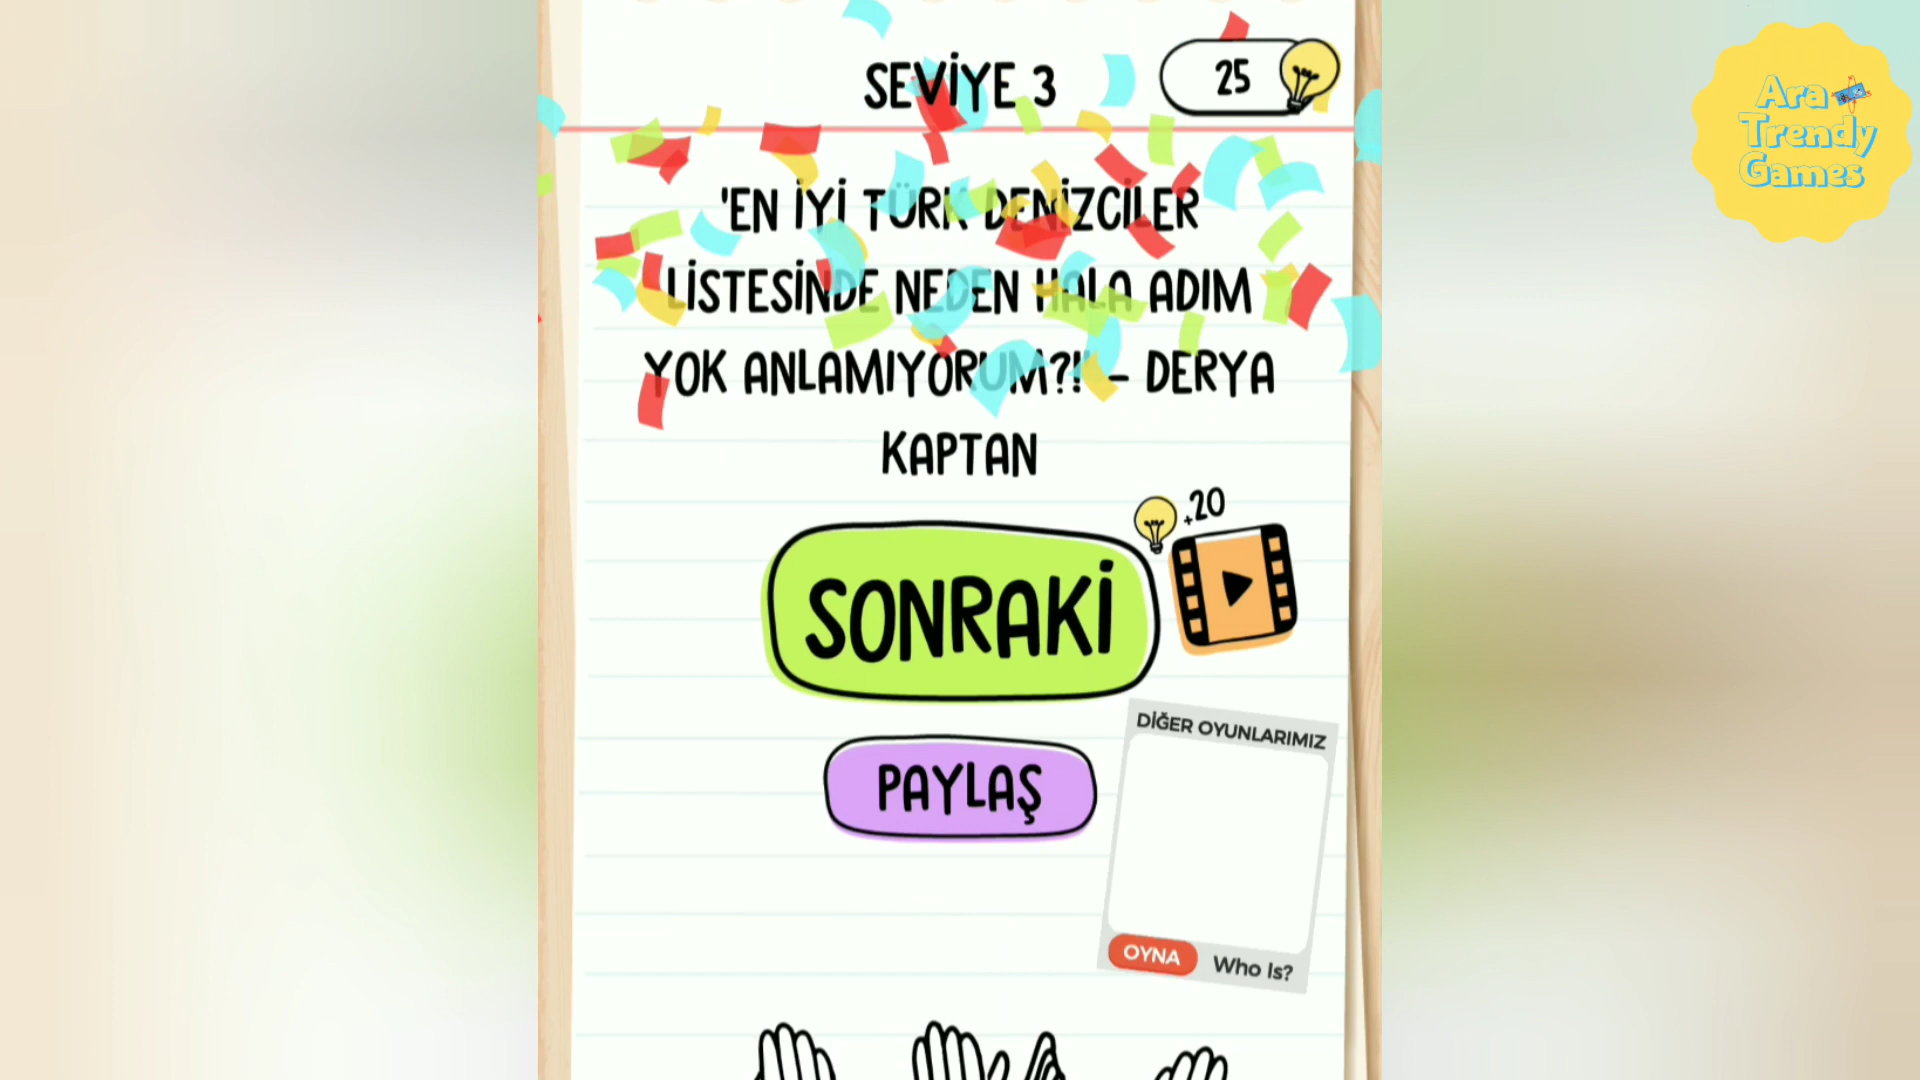 SEVİYE 3
25
Ara
Trendy
Games
'EN İYİ TÜRK DENİZCİLER
LİSTESİNDE NEDEN HALA ADIM
YOK ANLAMIYORUM?!' - DERYA
KAPTAN
+20
SONRAKİ
PAYLAŞ
DİĞER OYUNLARIMIZ
OYNA
Who Is?